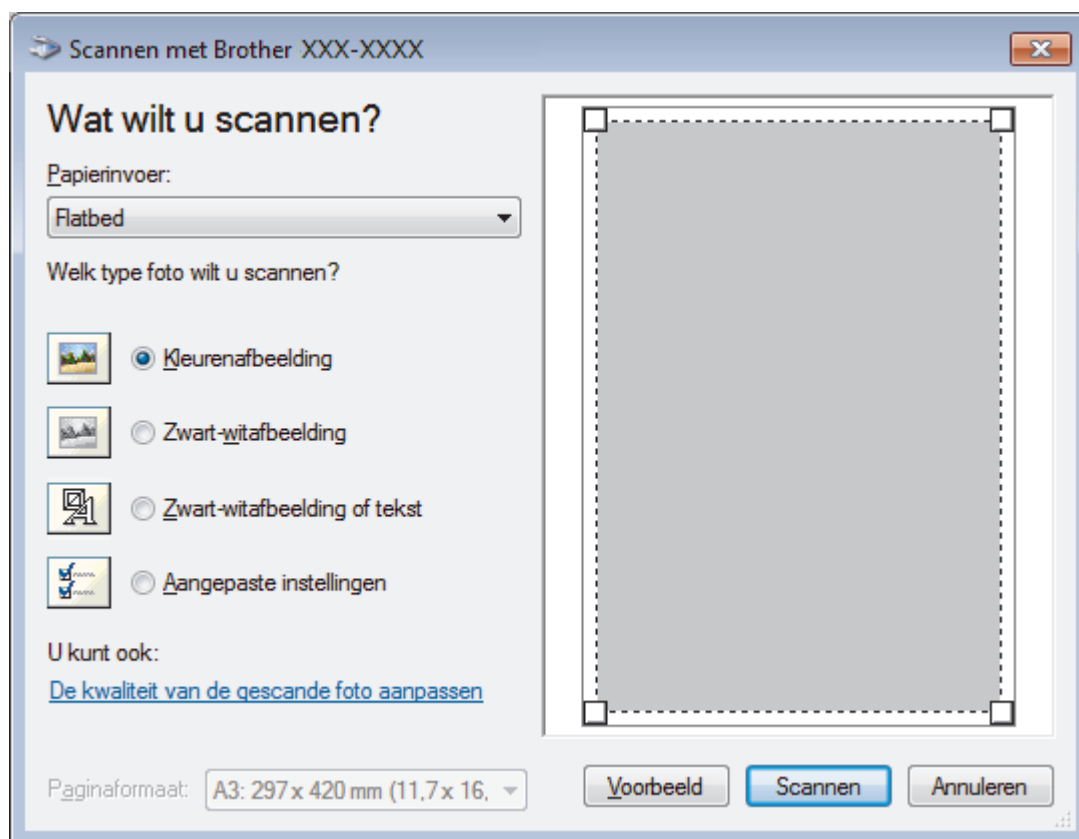 Scannen met Brother XXX-XXXX
Wat wilt u scannen?
Papierinvoer:
Flatbed
Welk type foto wilt u scannen?
Kleurenafbeelding
Zwart-witafbeelding
Zwart-witafbeelding of tekst
Aangepaste instellingen
U kunt ook:
De kwaliteit van de gescande foto aanpassen
Paginaformaat: A3: 297 x 420 mm (11,7 x 16,
Voorbeeld Scannen Annuleren